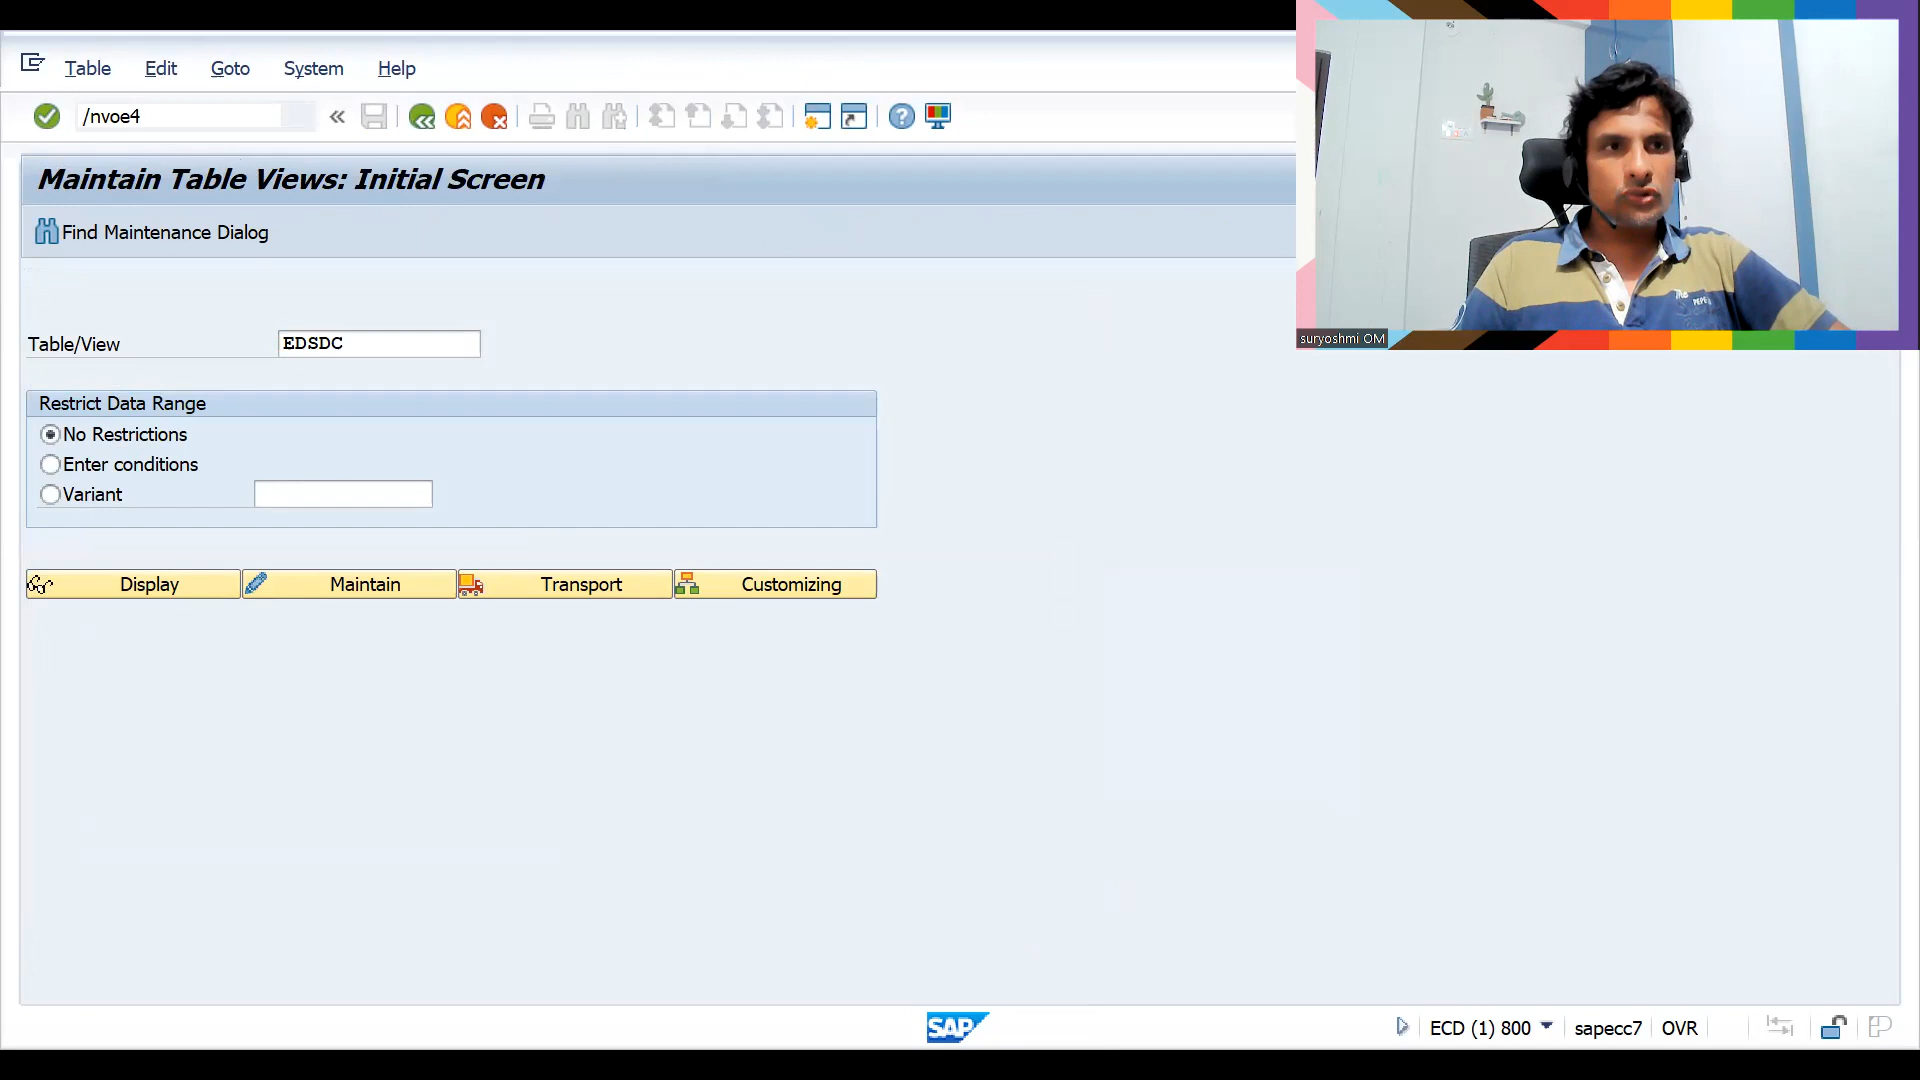 Table Edit Goto System Help
/nvoe4
Maintain Table Views: Initial Screen
Find Maintenance Dialog
Table/View EDSDC
Restrict Data Range
No Restrictions
Enter conditions
Variant
Display Maintain Transport Customizing
suryoshmi OM
SAP
ECD (1) 800 sapecc7 OVR